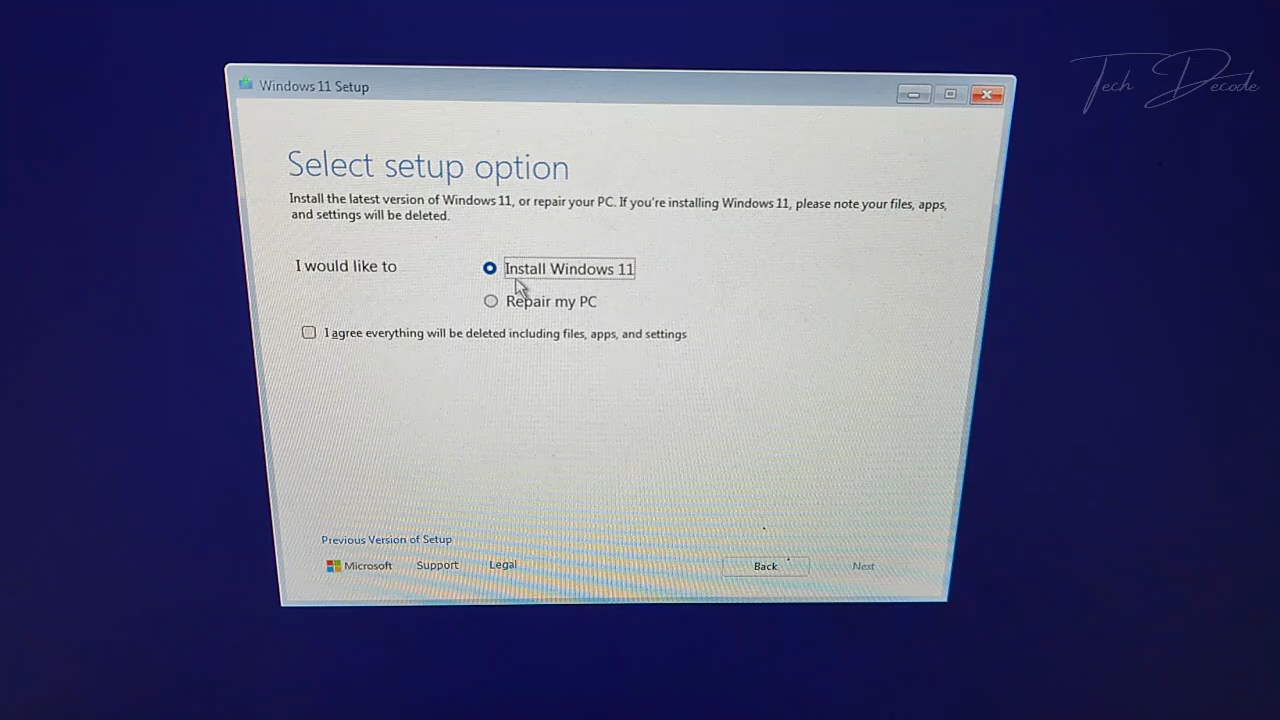 Tech Decode
Windows 11 Setup
Select setup option
Install the latest version of Windows 11, or repair your PC. If you're installing Windows 11, please note your files, apps,
and settings will be deleted.
I would like to
Install Windows 11
Repair my PC
I agree everything will be deleted including files, apps, and settings
Previous Version of Setup
Microsoft Support Legal
Back Next